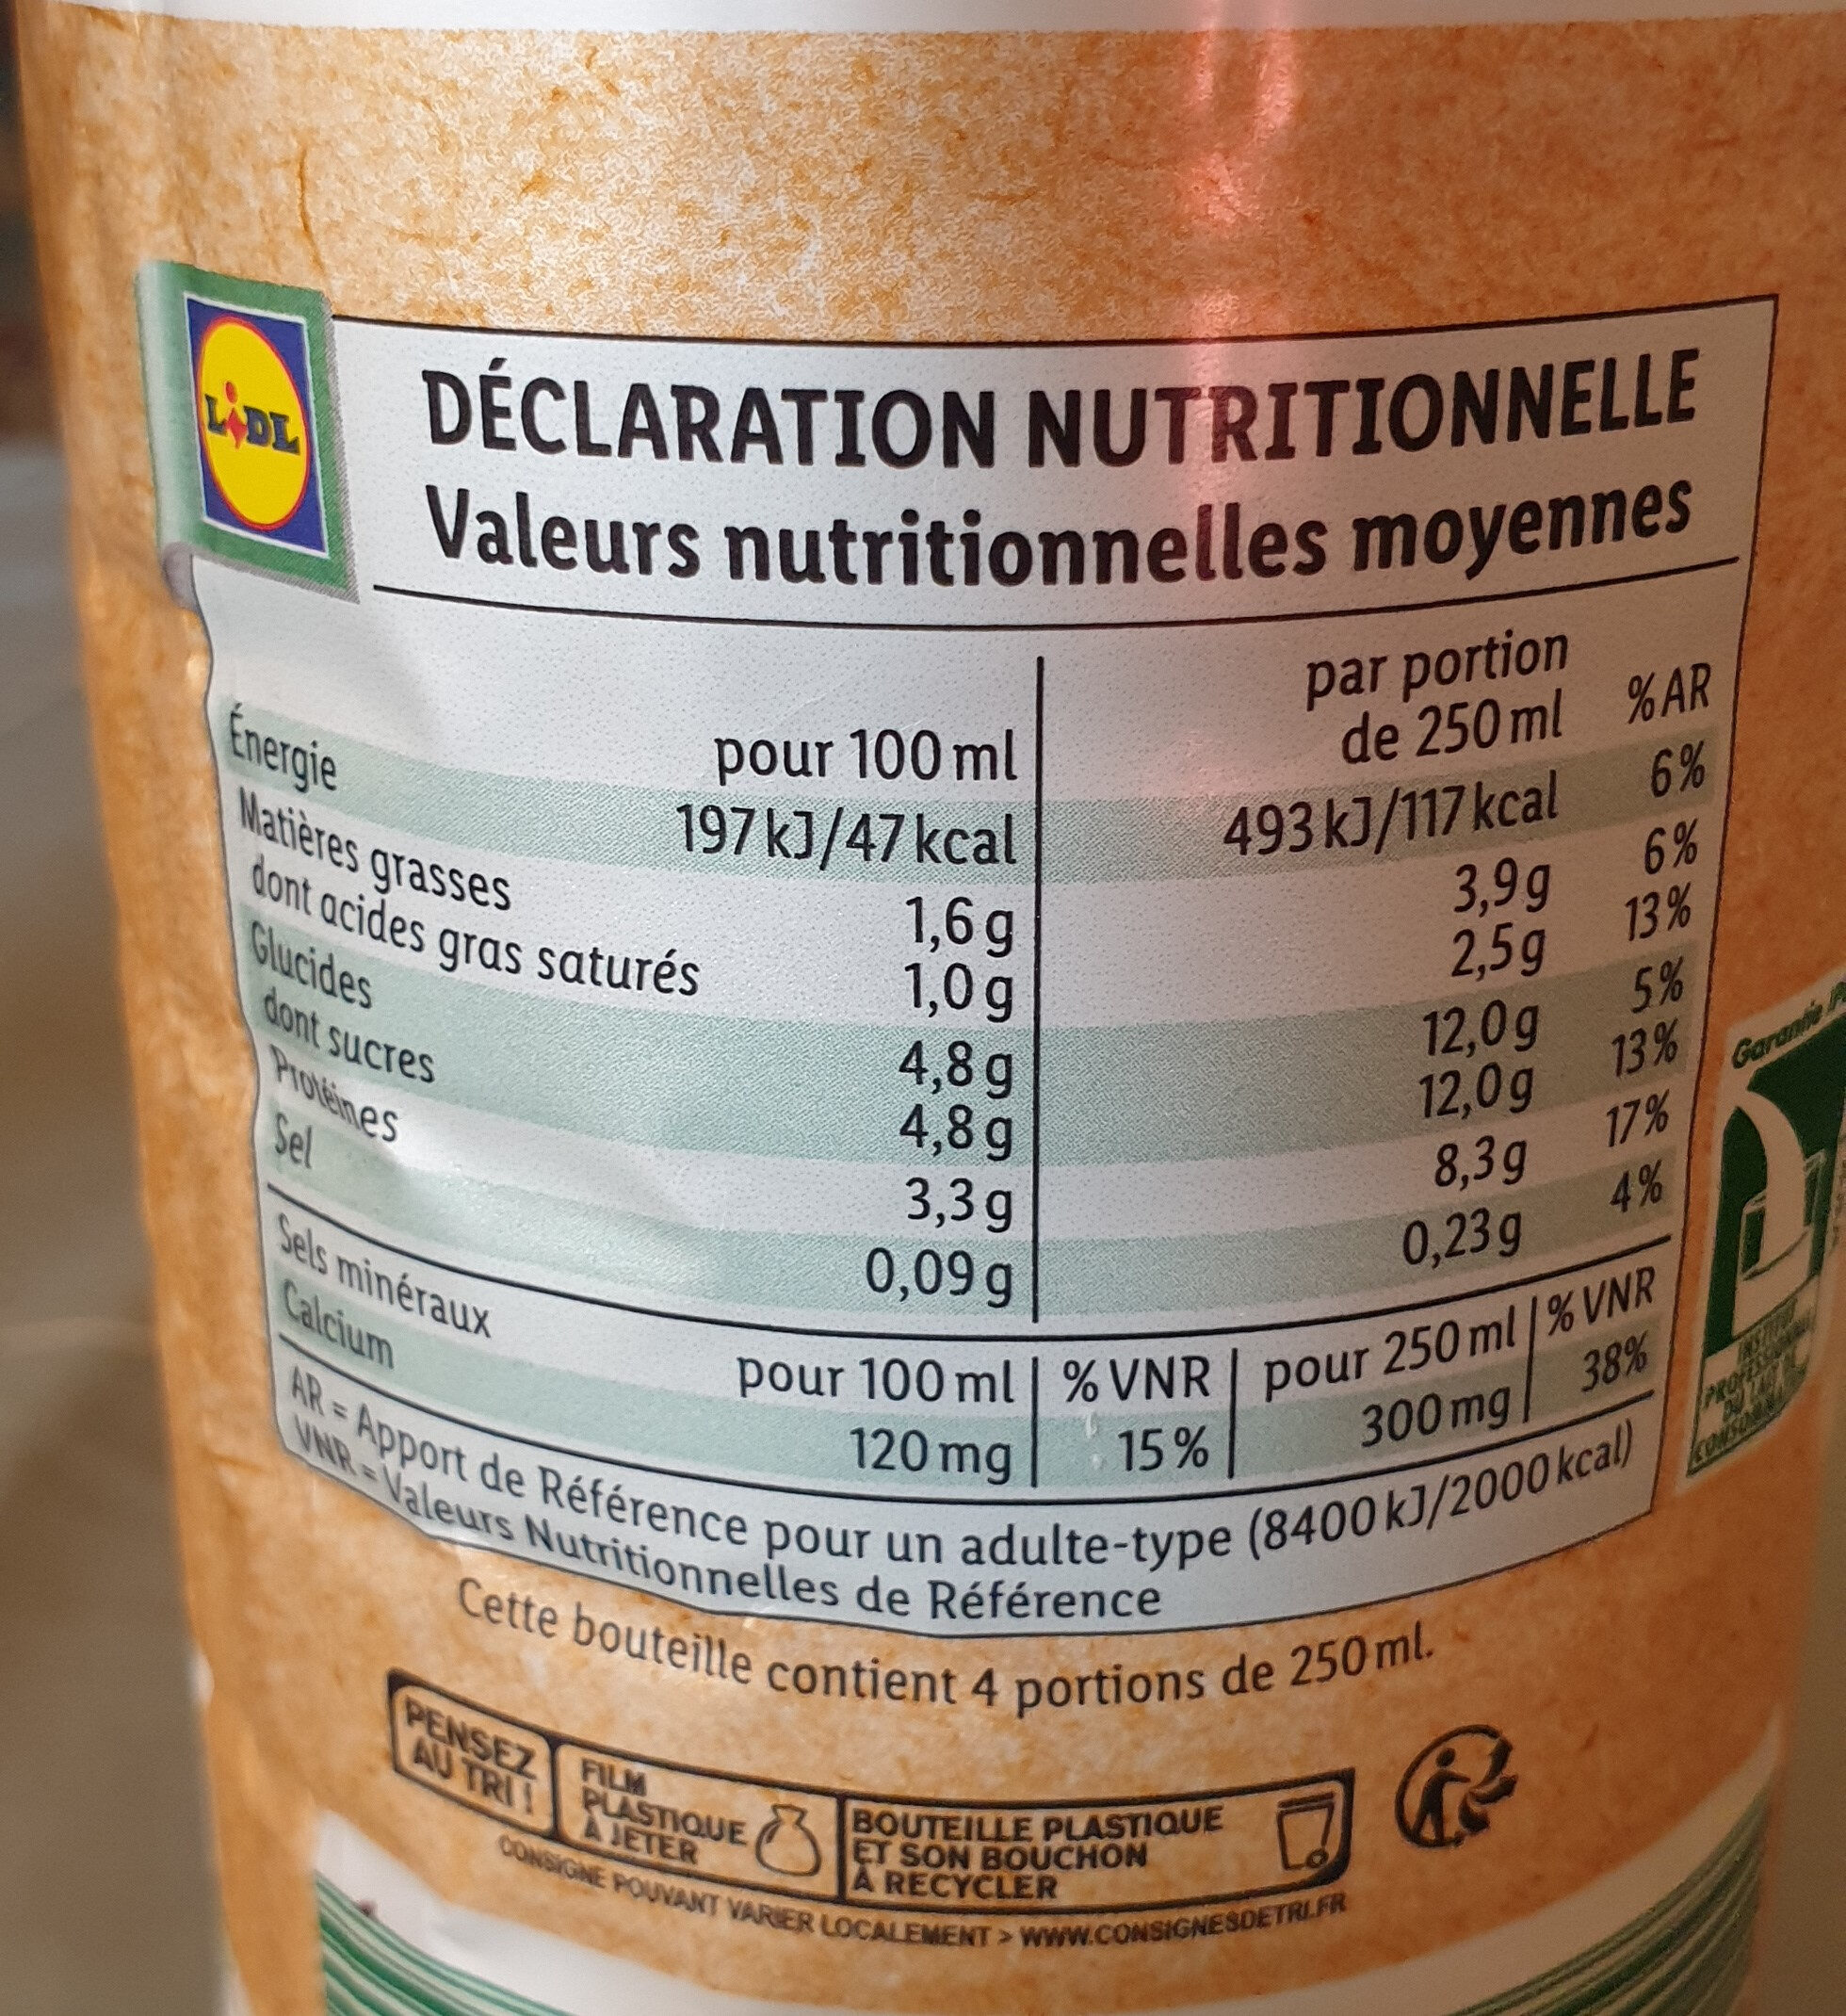 LiDL
DÉCLARATION NUTRITIONNELLE
Valeurs nutritionnelles moyennes
pour 100 ml par portion de 250 ml %AR
Énergie 197 kJ/47 kcal 493 kJ/117 kcal 6%
Matières grasses 1,6 g 3,9 g 6%
dont acides gras saturés 1,0 g 2,5 g 13%
Glucides 4,8 g 12,0 g 5%
dont sucres 4,8 g 12,0 g 13%
Protéines 3,3 g 8,3 g 17%
Sel 0,09 g 0,23 g 4%
Sels minéraux pour 100 ml | % VNR | pour 250 ml | % VNR
Calcium 120 mg | 15 % | 300 mg | 38%
AR = Apport de Référence pour un adulte-type (8400 kJ/2000 kcal)
VNR = Valeurs Nutritionnelles de Référence
Cette bouteille contient 4 portions de 250 ml.
PENSEZ
AU TRI !
FILM
PLASTIQUE
À JETER
BOUTEILLE PLASTIQUE
ET SON BOUCHON
À RECYCLER
CONSIGNE POUVANT VARIER LOCALEMENT > WWW.CONSIGNESDETRI.FR
Garantie